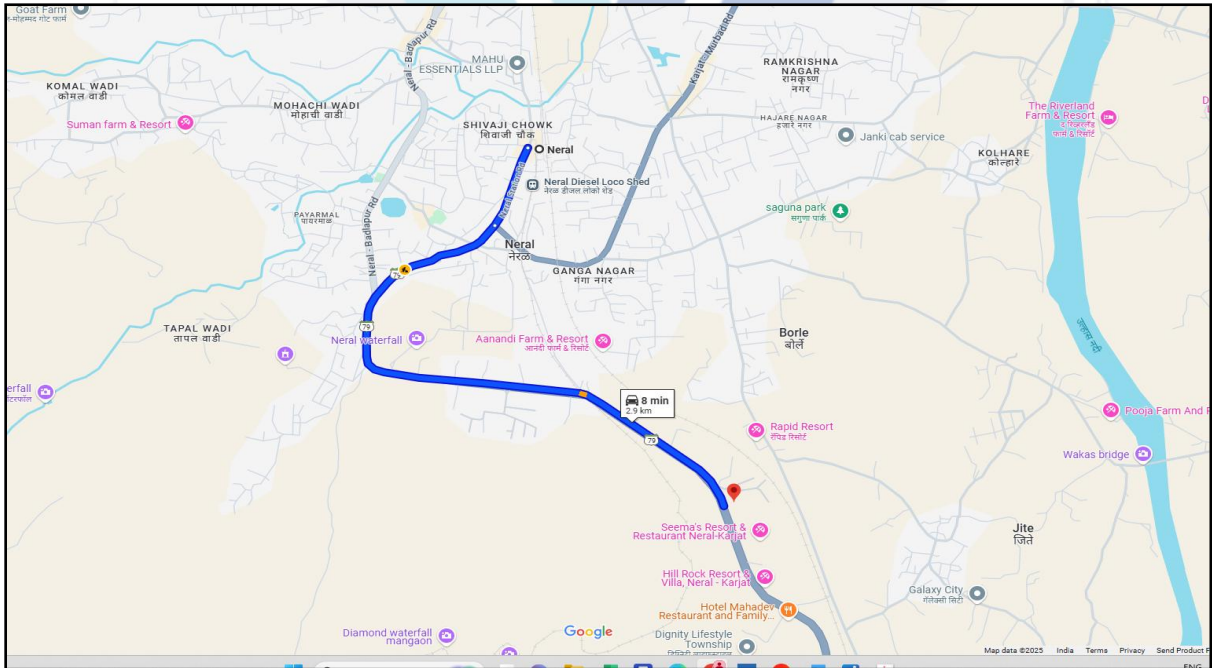 Goat Farm
-मोहम्मद गोट फार्म
KOMAL WADI
कोमल वाडी
Suman farm & Resort
MOHACHI WADI
मोहाची वाडी
Neral - Badlapur Rd
MAHU
ESSENTIALS LLP
SHIVAJI CHOWK
शिवाजी चौक
Neral
Neral Diesel Loco Shed
नेरळ डीजल लोको शेड
Karjat - Murbad Rd
RAMKRISHNA
NAGAR
रामकृष्ण
नगर
HAJARE NAGAR
हजारे नगर
Janki cab service
The Riverland
Farm & Resort
द रिव्हरलँड
फार्म & रिसॉर्ट
KOLHARE
कोल्हारे
saguna park
सगुणा पार्क
PAYARMAL
पायरमाळ
Neral - Badlapur Rd
Neral
नेरळ
GANGA NAGAR
गंगा नगर
79
79
TAPAL WADI
तापल वाडी
Neral waterfall
Aanandi Farm & Resort
आनंदी फार्म & रिसॉर्ट
Borle
बोर्ले
उल्हास नदी
erfall
8 min
2.9 km
79
Rapid Resort
रॅपिड रिसॉर्ट
Pooja Farm And
Wakas bridge
Seema's Resort &
Restaurant Neral-Karjat
Jite
जिते
Hill Rock Resort &
Villa, Neral - Karjat
Galaxy City
गॅलेक्सी सिटी
Hotel Mahadev
Restaurant and Family...
Diamond waterfall
mangaon
Google
Dignity Lifestyle
Township
Map data ©2025 India Terms Privacy Send Product
ENG